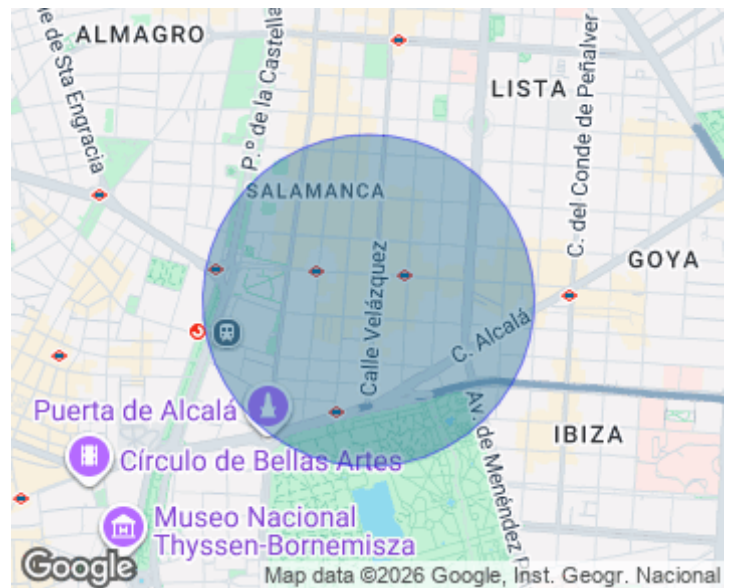 ALMAGRO
e de Sta Engracia
P.º de la Castella
LISTA
C. del Conde de Peñalver
SALAMANCA
GOYA
Calle Velázquez
C. Alcalá
Puerta de Alcalá
Av. de Menéndez P
IBIZA
Círculo de Bellas Artes
Museo Nacional
Thyssen-Bornemisza
Google
Map data ©2026 Google, Inst. Geogr. Nacional